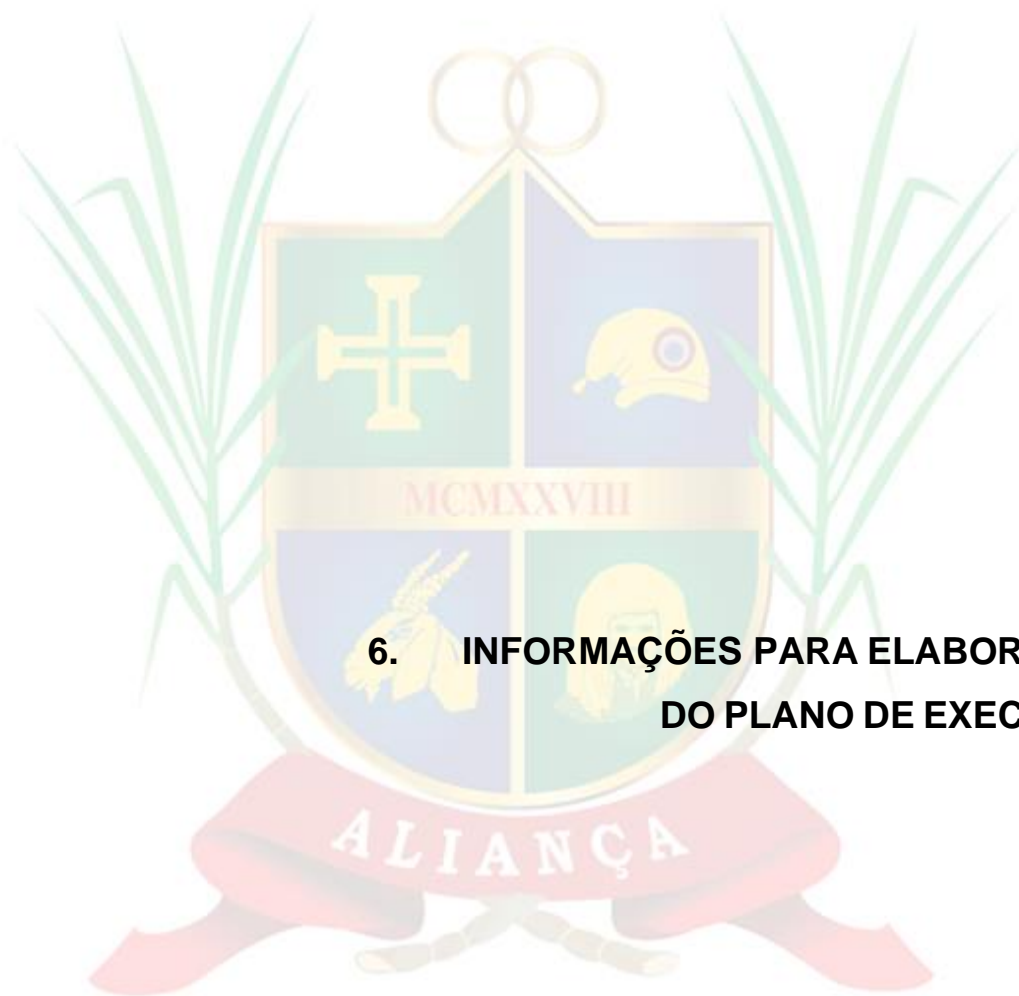 MCMXXVIII
6. INFORMAÇÕES PARA ELABOR
DO PLANO DE EXEC
ALIANÇA